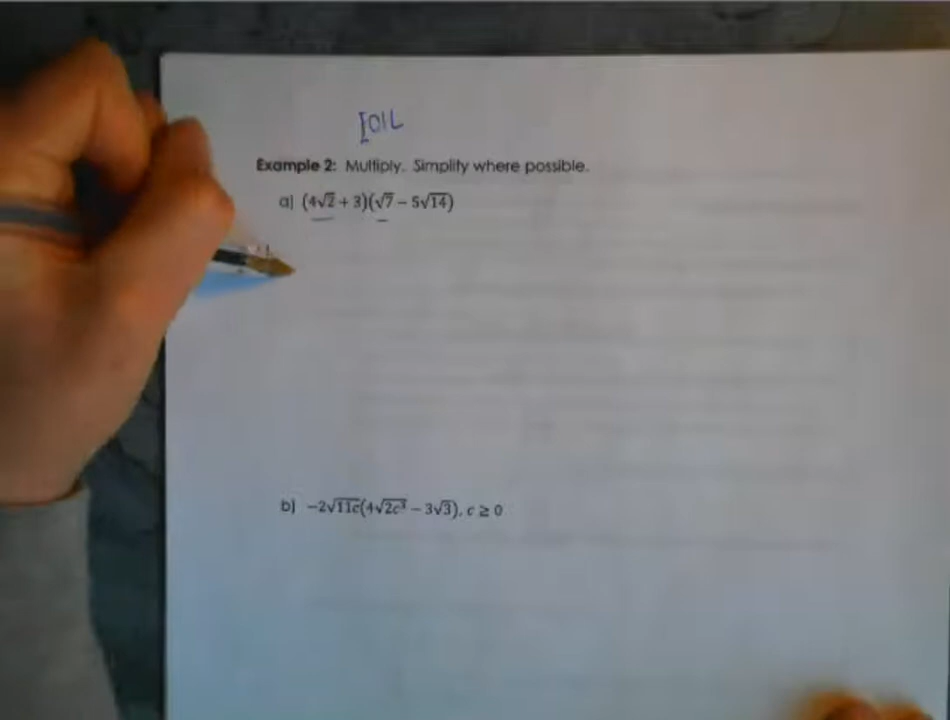 FOIL
Example 2: Multiply. Simplify where possible.
a) (4√2 + 3)(√7 − 5√14)
b) −2√11c(4√2c³ − 3√3), c ≥ 0